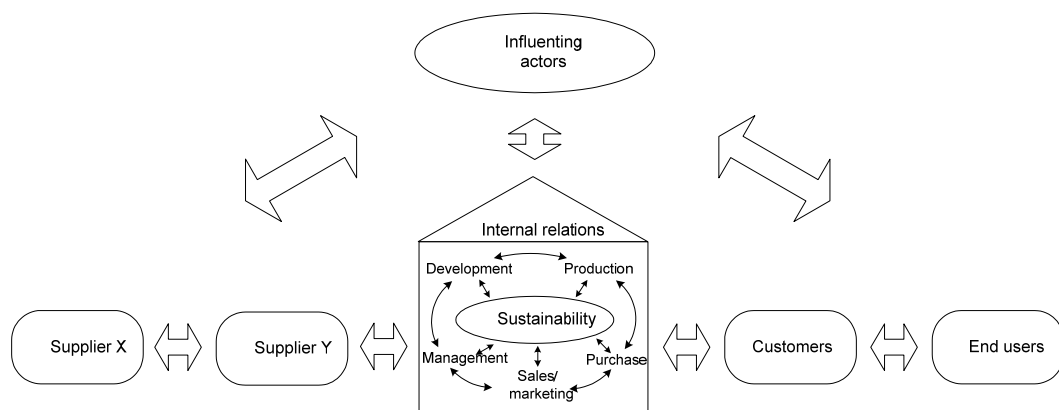 Influenting
actors
Internal relations
Development
Production
Sustainability
Supplier X
Supplier Y
Management
Purchase
Customers
End users
Sales/
marketing